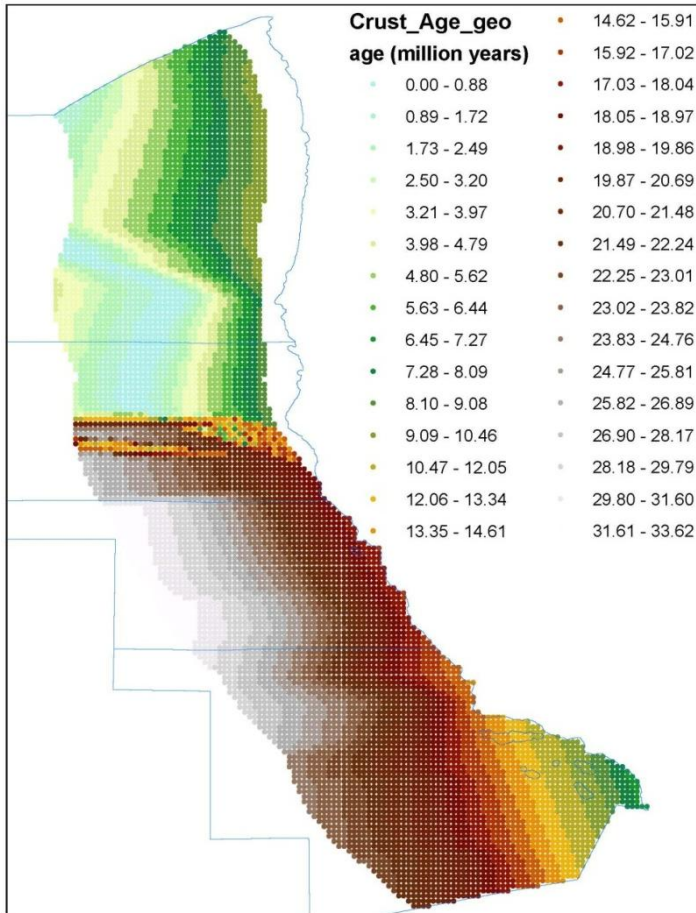 Crust_Age_geo
age (million years)
0.00 - 0.88
0.89 - 1.72
1.73 - 2.49
2.50 - 3.20
3.21 - 3.97
3.98 - 4.79
4.80 - 5.62
5.63 - 6.44
6.45 - 7.27
7.28 - 8.09
8.10 - 9.08
9.09 - 10.46
10.47 - 12.05
12.06 - 13.34
13.35 - 14.61
14.62 - 15.91
15.92 - 17.02
17.03 - 18.04
18.05 - 18.97
18.98 - 19.86
19.87 - 20.69
20.70 - 21.48
21.49 - 22.24
22.25 - 23.01
23.02 - 23.82
23.83 - 24.76
24.77 - 25.81
25.82 - 26.89
26.90 - 28.17
28.18 - 29.79
29.80 - 31.60
31.61 - 33.62